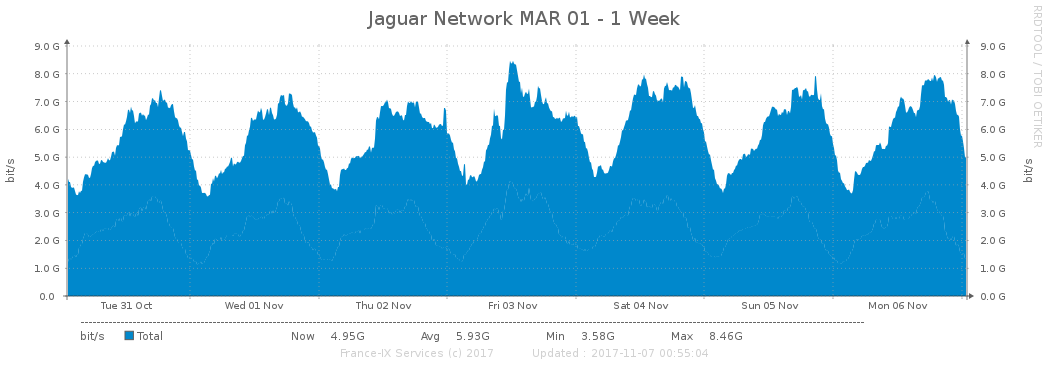 Jaguar Network MAR 01 - 1 Week
RRDTOOL / TOBI OETIKER
bit/s
9.0 G
8.0 G
7.0 G
6.0 G
5.0 G
4.0 G
3.0 G
2.0 G
1.0 G
0.0
9.0 G
8.0 G
7.0 G
6.0 G
5.0 G
4.0 G
3.0 G
2.0 G
1.0 G
0.0 G
bit/s
Tue 31 Oct Wed 01 Nov Thu 02 Nov Fri 03 Nov Sat 04 Nov Sun 05 Nov Mon 06 Nov
bit/s Total Now 4.95G Avg 5.93G Min 3.58G Max 8.46G
France-IX Services (c) 2017 Updated : 2017-11-07 00:55:04